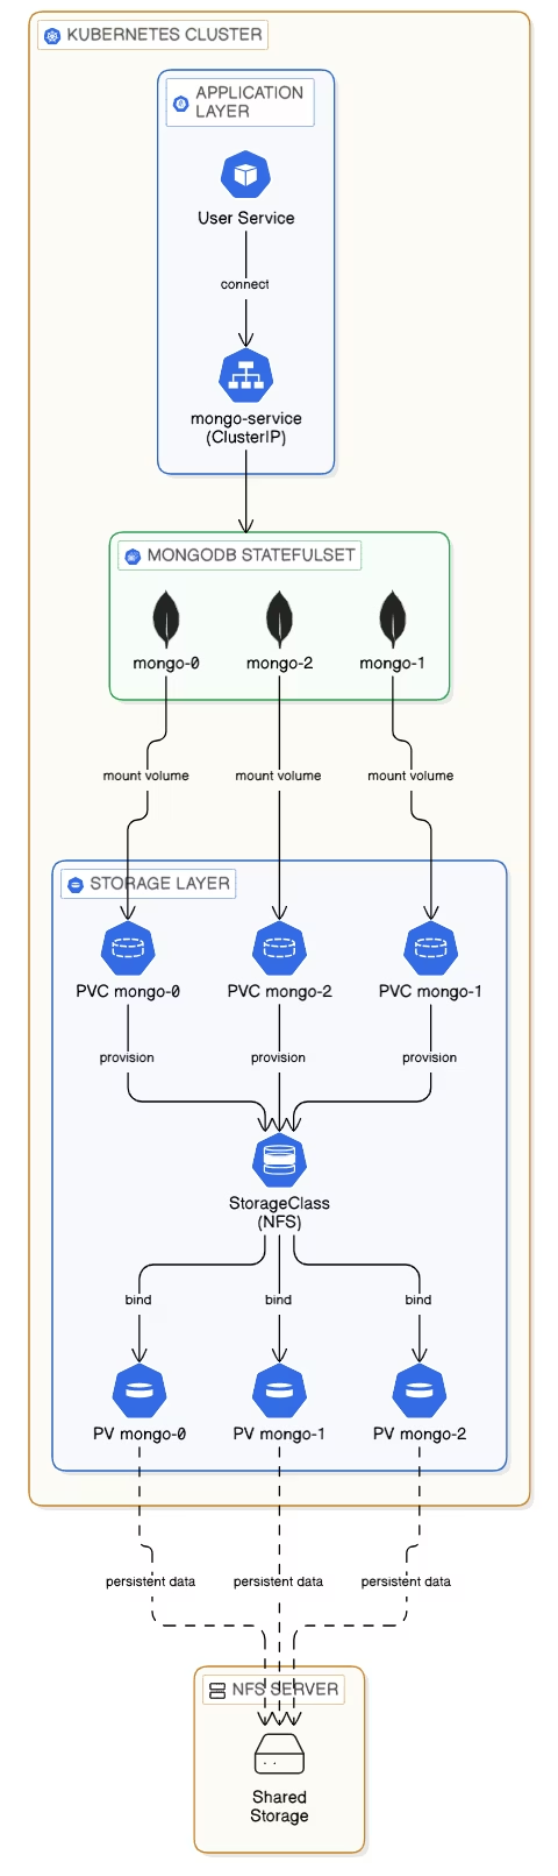 KUBERNETES CLUSTER
APPLICATION
LAYER
User Service
connect
mongo-service
(ClusterIP)
MONGODB STATEFULSET
mongo-0
mongo-2
mongo-1
mount volume
mount volume
mount volume
STORAGE LAYER
PVC mongo-0
PVC mongo-2
PVC mongo-1
provision
provision
provision
StorageClass
(NFS)
bind
bind
bind
PV mongo-0
PV mongo-1
PV mongo-2
persistent data
persistent data
persistent data
NFS SERVER
Shared
Storage